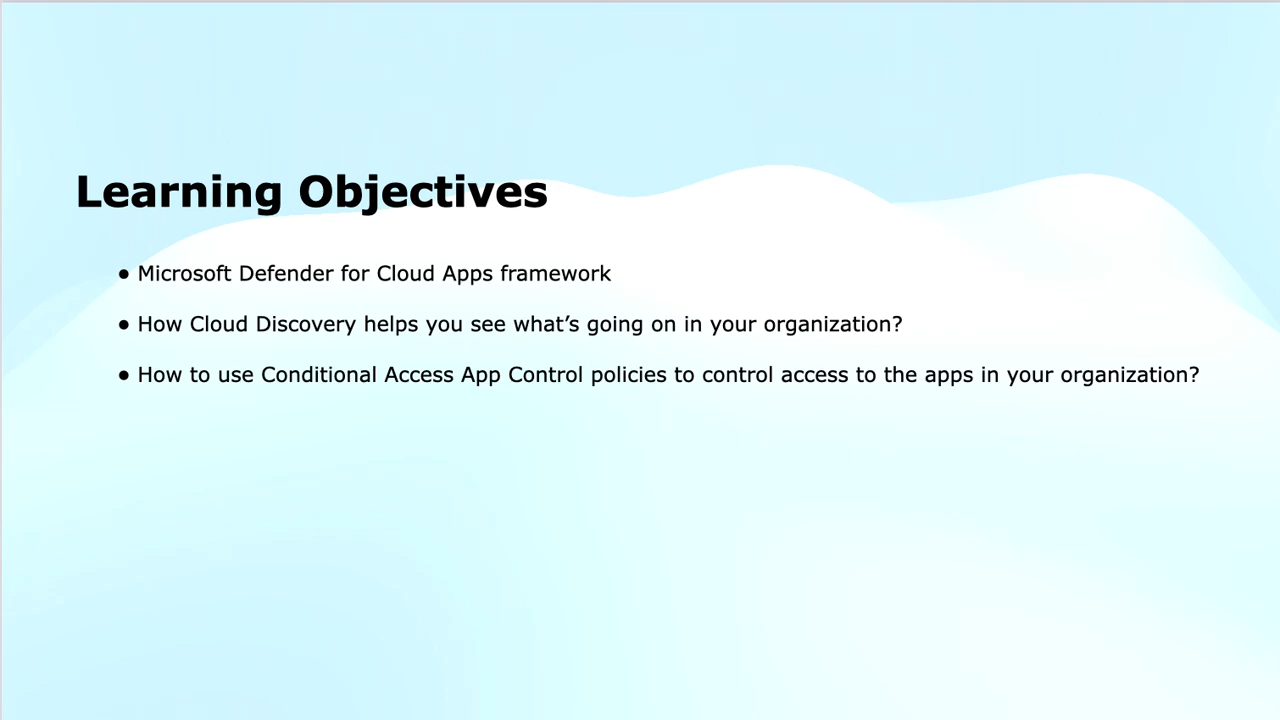 Learning Objectives
• Microsoft Defender for Cloud Apps framework
• How Cloud Discovery helps you see what’s going on in your organization?
• How to use Conditional Access App Control policies to control access to the apps in your organization?